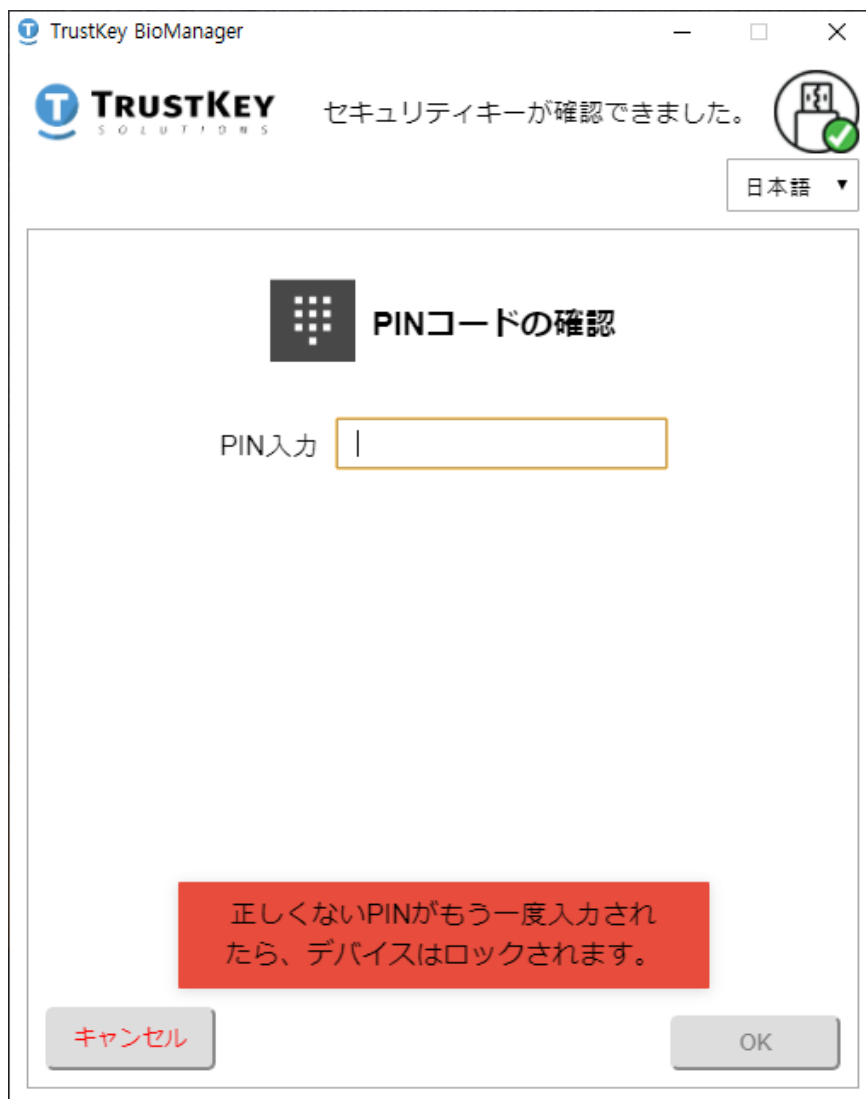 TrustKey BioManager
TRUSTKEY
SOLUTIONS
セキュリティキーが確認できました。
日本語
PINコードの確認
PIN入力
正しくないPINがもう一度入力され
たら、デバイスはロックされます。
キャンセル
OK